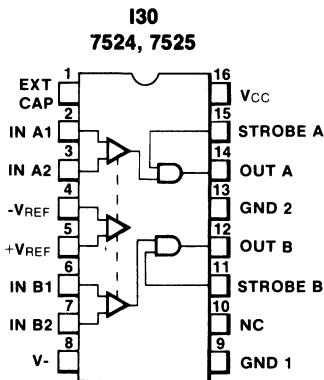 I30
7524, 7525
1
EXT
CAP
2
IN A1
3
IN A2
4
-VREF
5
+VREF
6
IN B1
7
IN B2
8
V-
16
VCC
15
STROBE A
14
OUT A
13
GND 2
12
OUT B
11
STROBE B
10
NC
9
GND 1